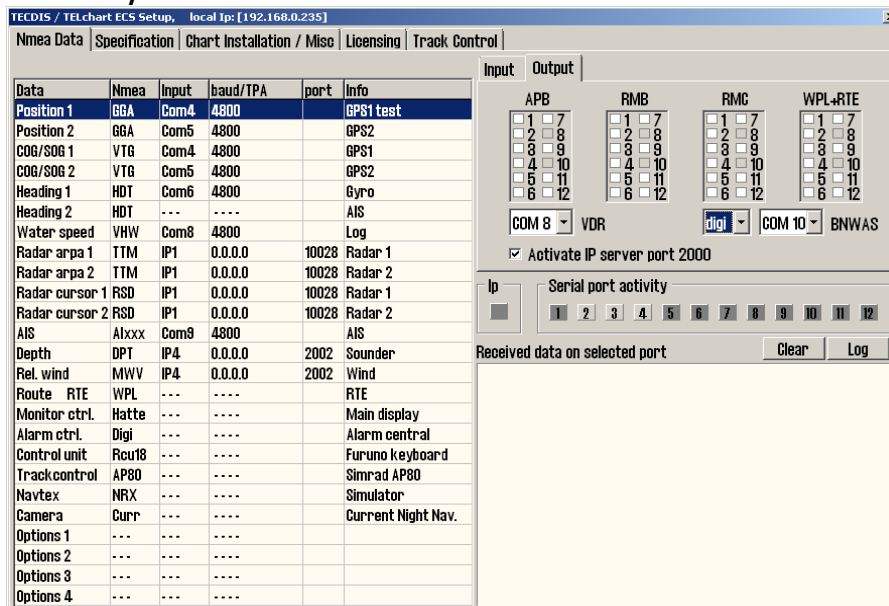 TECDIS / TELchart ECS Setup, local Ip: [192.168.0.235]
Nmea Data Specification Chart Installation / Misc Licensing Track Control
Data Nmea Input baud/TPA port Info
Position 1 GGA Com4 4800 GPS1 test
Position 2 GGA Com5 4800 GPS2
COG/SOG 1 VTG Com4 4800 GPS1
COG/SOG 2 VTG Com5 4800 GPS2
Heading 1 HDT Com6 4800 Gyro
Heading 2 HDT --- ---- AIS
Water speed VHW Com8 4800 Log
Radar arpa 1 TTM IP1 0.0.0.0 10028 Radar 1
Radar arpa 2 TTM IP1 0.0.0.0 10028 Radar 2
Radar cursor 1 RSD IP1 0.0.0.0 10028 Radar 1
Radar cursor 2 RSD IP1 0.0.0.0 10028 Radar 2
AIS AIxxx Com9 4800 AIS
Depth DPT IP4 0.0.0.0 2002 Sounder
Rel. wind MWV IP4 0.0.0.0 2002 Wind
Route RTE WPL --- ---- RTE
Monitor ctrl. Hatte --- ---- Main display
Alarm ctrl. Digi --- ---- Alarm central
Control unit Rcu18 --- ---- Furuno keyboard
Trackcontrol AP80 --- ---- Simrad AP80
Navtex NRX --- ---- Simulator
Camera Curr --- ---- Current Night Nav.
Options 1 --- --- ----
Options 2 --- --- ----
Options 3 --- --- ----
Options 4 --- --- ----
Input Output
APB RMB RMC WPL+RTE
1 7 1 7 1 7 1 7
2 8 2 8 2 8 2 8
3 9 3 9 3 9 3 9
4 10 4 10 4 10 4 10
5 11 5 11 5 11 5 11
6 12 6 12 6 12 6 12
COM 8 VDR digi COM 10 BNWAS
Activate IP server port 2000
Ip Serial port activity
1 2 3 4 5 6 7 8 9 10 11 12
Received data on selected port Clear Log